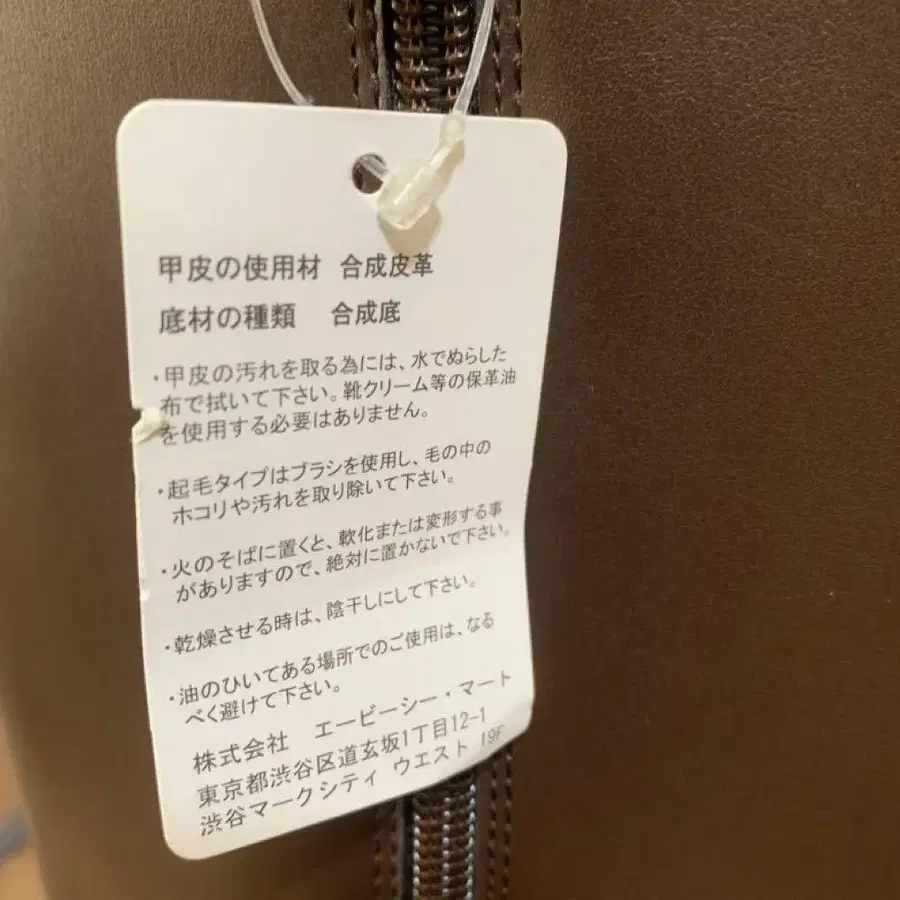 甲皮の使用材 合成皮革
底材の種類 合成底
・甲皮の汚れを取る為には、水でぬらした
布で拭いて下さい。靴クリーム等の保革油
を使用する必要はありません。
・起毛タイプはブラシを使用し、毛の中の
ホコリや汚れを取り除いて下さい。
・火のそばに置くと、軟化または変形する事
がありますので、絶対に置かないで下さい。
・乾燥させる時は、陰干しにして下さい。
・油のひいてある場所でのご使用は、なる
べく避けて下さい。
株式会社 エービーシー・マート
東京都渋谷区道玄坂1丁目12-1
渋谷マークシティ ウエスト 19F